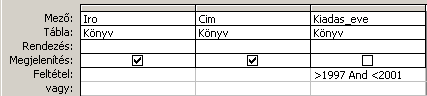 Mező: Iro Cim Kiadas_eve
Tábla: Könyv Könyv Könyv
Rendezés:
Megjelenítés:
Feltétel: >1997 And <2001
vagy: